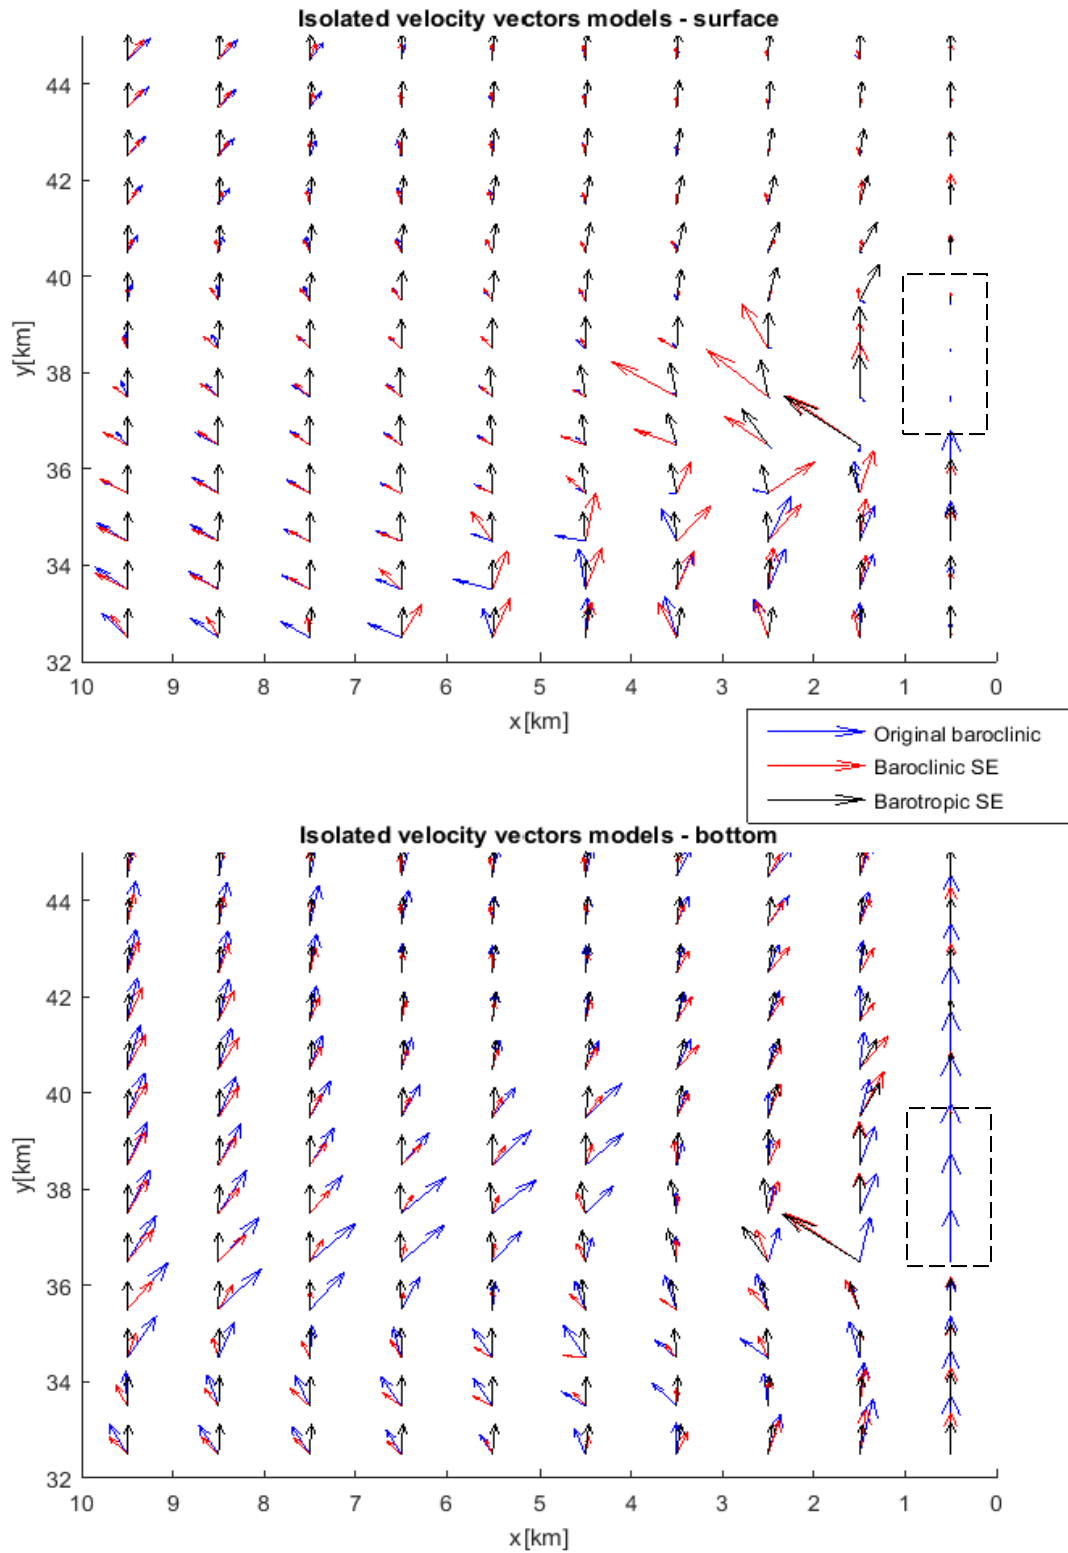 Isolated velocity vectors models - surface
44
42
40
38
36
34
32
y[km]
10 9 8 7 6 5 4 3 2 1 0
x[km]
Original baroclinic
Baroclinic SE
Barotropic SE
Isolated velocity vectors models - bottom
44
42
40
38
36
34
32
y[km]
10 9 8 7 6 5 4 3 2 1 0
x[km]